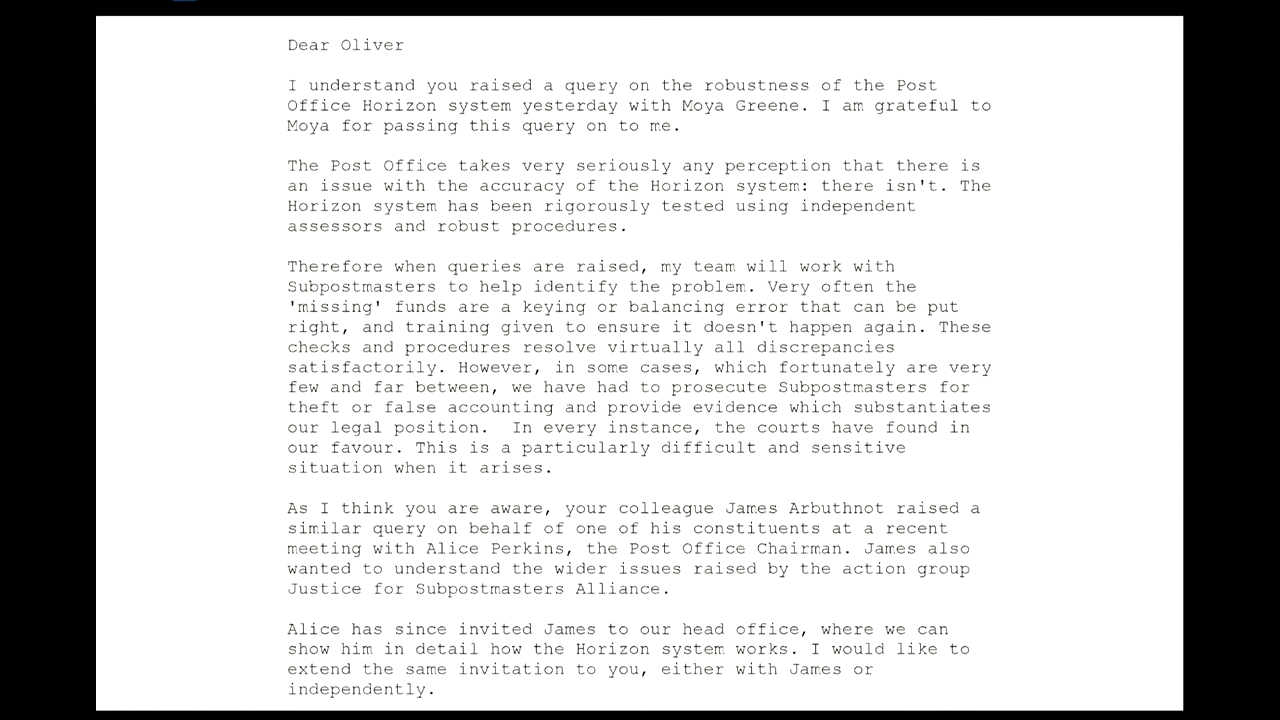 Dear Oliver
I understand you raised a query on the robustness of the Post
Office Horizon system yesterday with Moya Greene. I am grateful to
Moya for passing this query on to me.
The Post Office takes very seriously any perception that there is
an issue with the accuracy of the Horizon system: there isn't. The
Horizon system has been rigorously tested using independent
assessors and robust procedures.
Therefore when queries are raised, my team will work with
Subpostmasters to help identify the problem. Very often the
'missing' funds are a keying or balancing error that can be put
right, and training given to ensure it doesn't happen again. These
checks and procedures resolve virtually all discrepancies
satisfactorily. However, in some cases, which fortunately are very
few and far between, we have had to prosecute Subpostmasters for
theft or false accounting and provide evidence which substantiates
our legal position.  In every instance, the courts have found in
our favour. This is a particularly difficult and sensitive
situation when it arises.
As I think you are aware, your colleague James Arbuthnot raised a
similar query on behalf of one of his constituents at a recent
meeting with Alice Perkins, the Post Office Chairman. James also
wanted to understand the wider issues raised by the action group
Justice for Subpostmasters Alliance.
Alice has since invited James to our head office, where we can
show him in detail how the Horizon system works. I would like to
extend the same invitation to you, either with James or
independently.